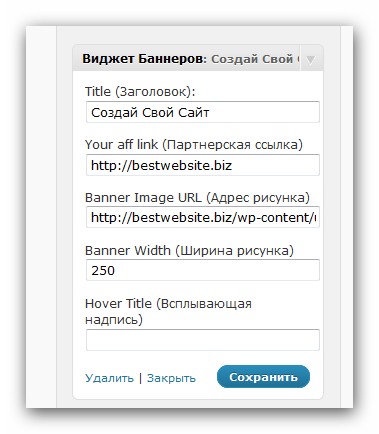 Виджет Баннеров: Создай Свой
Title (Заголовок):
Создай Свой Сайт
Your aff link (Партнерская ссылка)
http://bestwebsite.biz
Banner Image URL (Адрес рисунка)
http://bestwebsite.biz/wp-content/
Banner Width (Ширина рисунка)
250
Hover Title (Всплывающая
надпись)
Удалить | Закрыть Сохранить